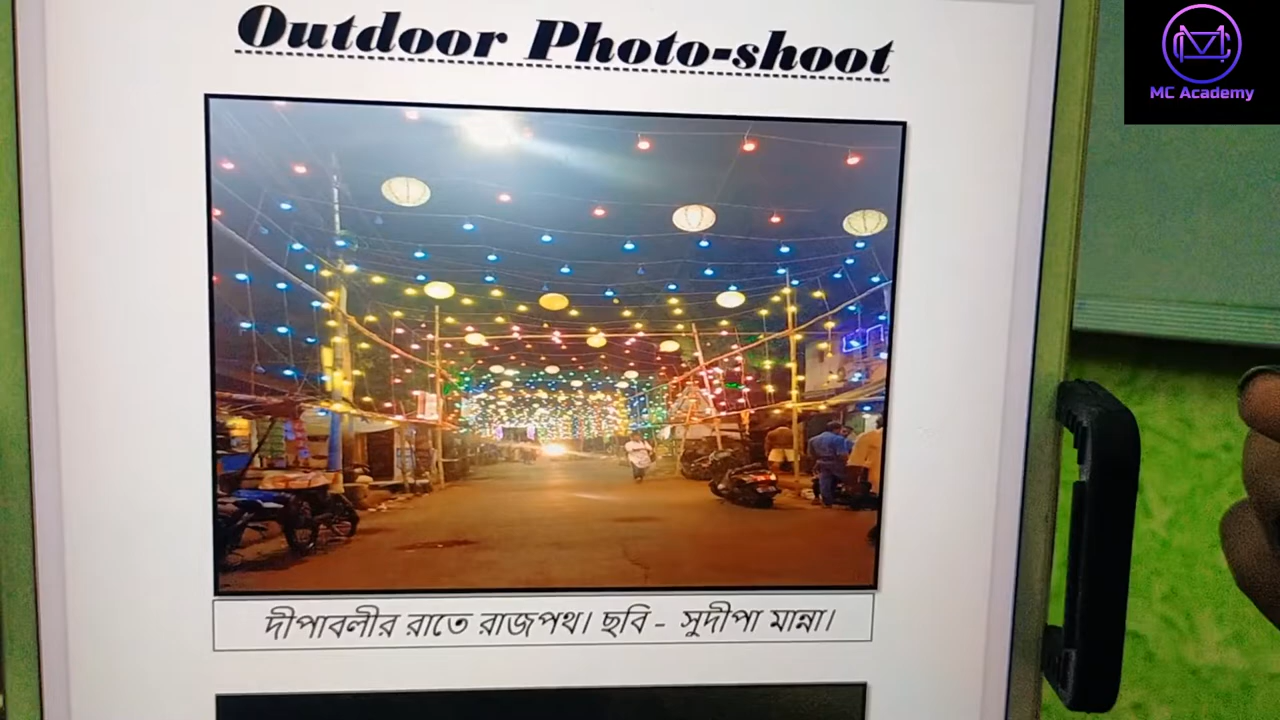 Outdoor Photo-shoot
MC Academy
দীপাবলীর রাতে রাজপথ। ছবি - সুদীপা মান্না।